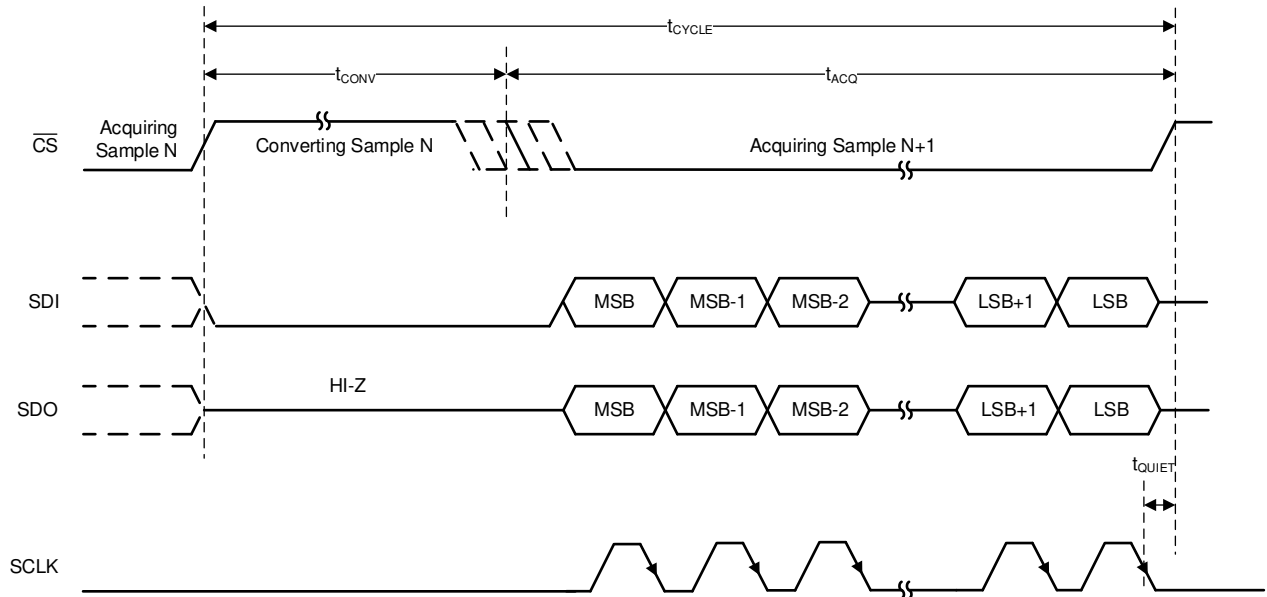 tCYCLE
tCONV
tACQ
CS
Acquiring
Sample N
Converting Sample N
Acquiring Sample N+1
SDI
MSB
MSB-1
MSB-2
LSB+1
LSB
HI-Z
SDO
MSB
MSB-1
MSB-2
LSB+1
LSB
tQUIET
SCLK